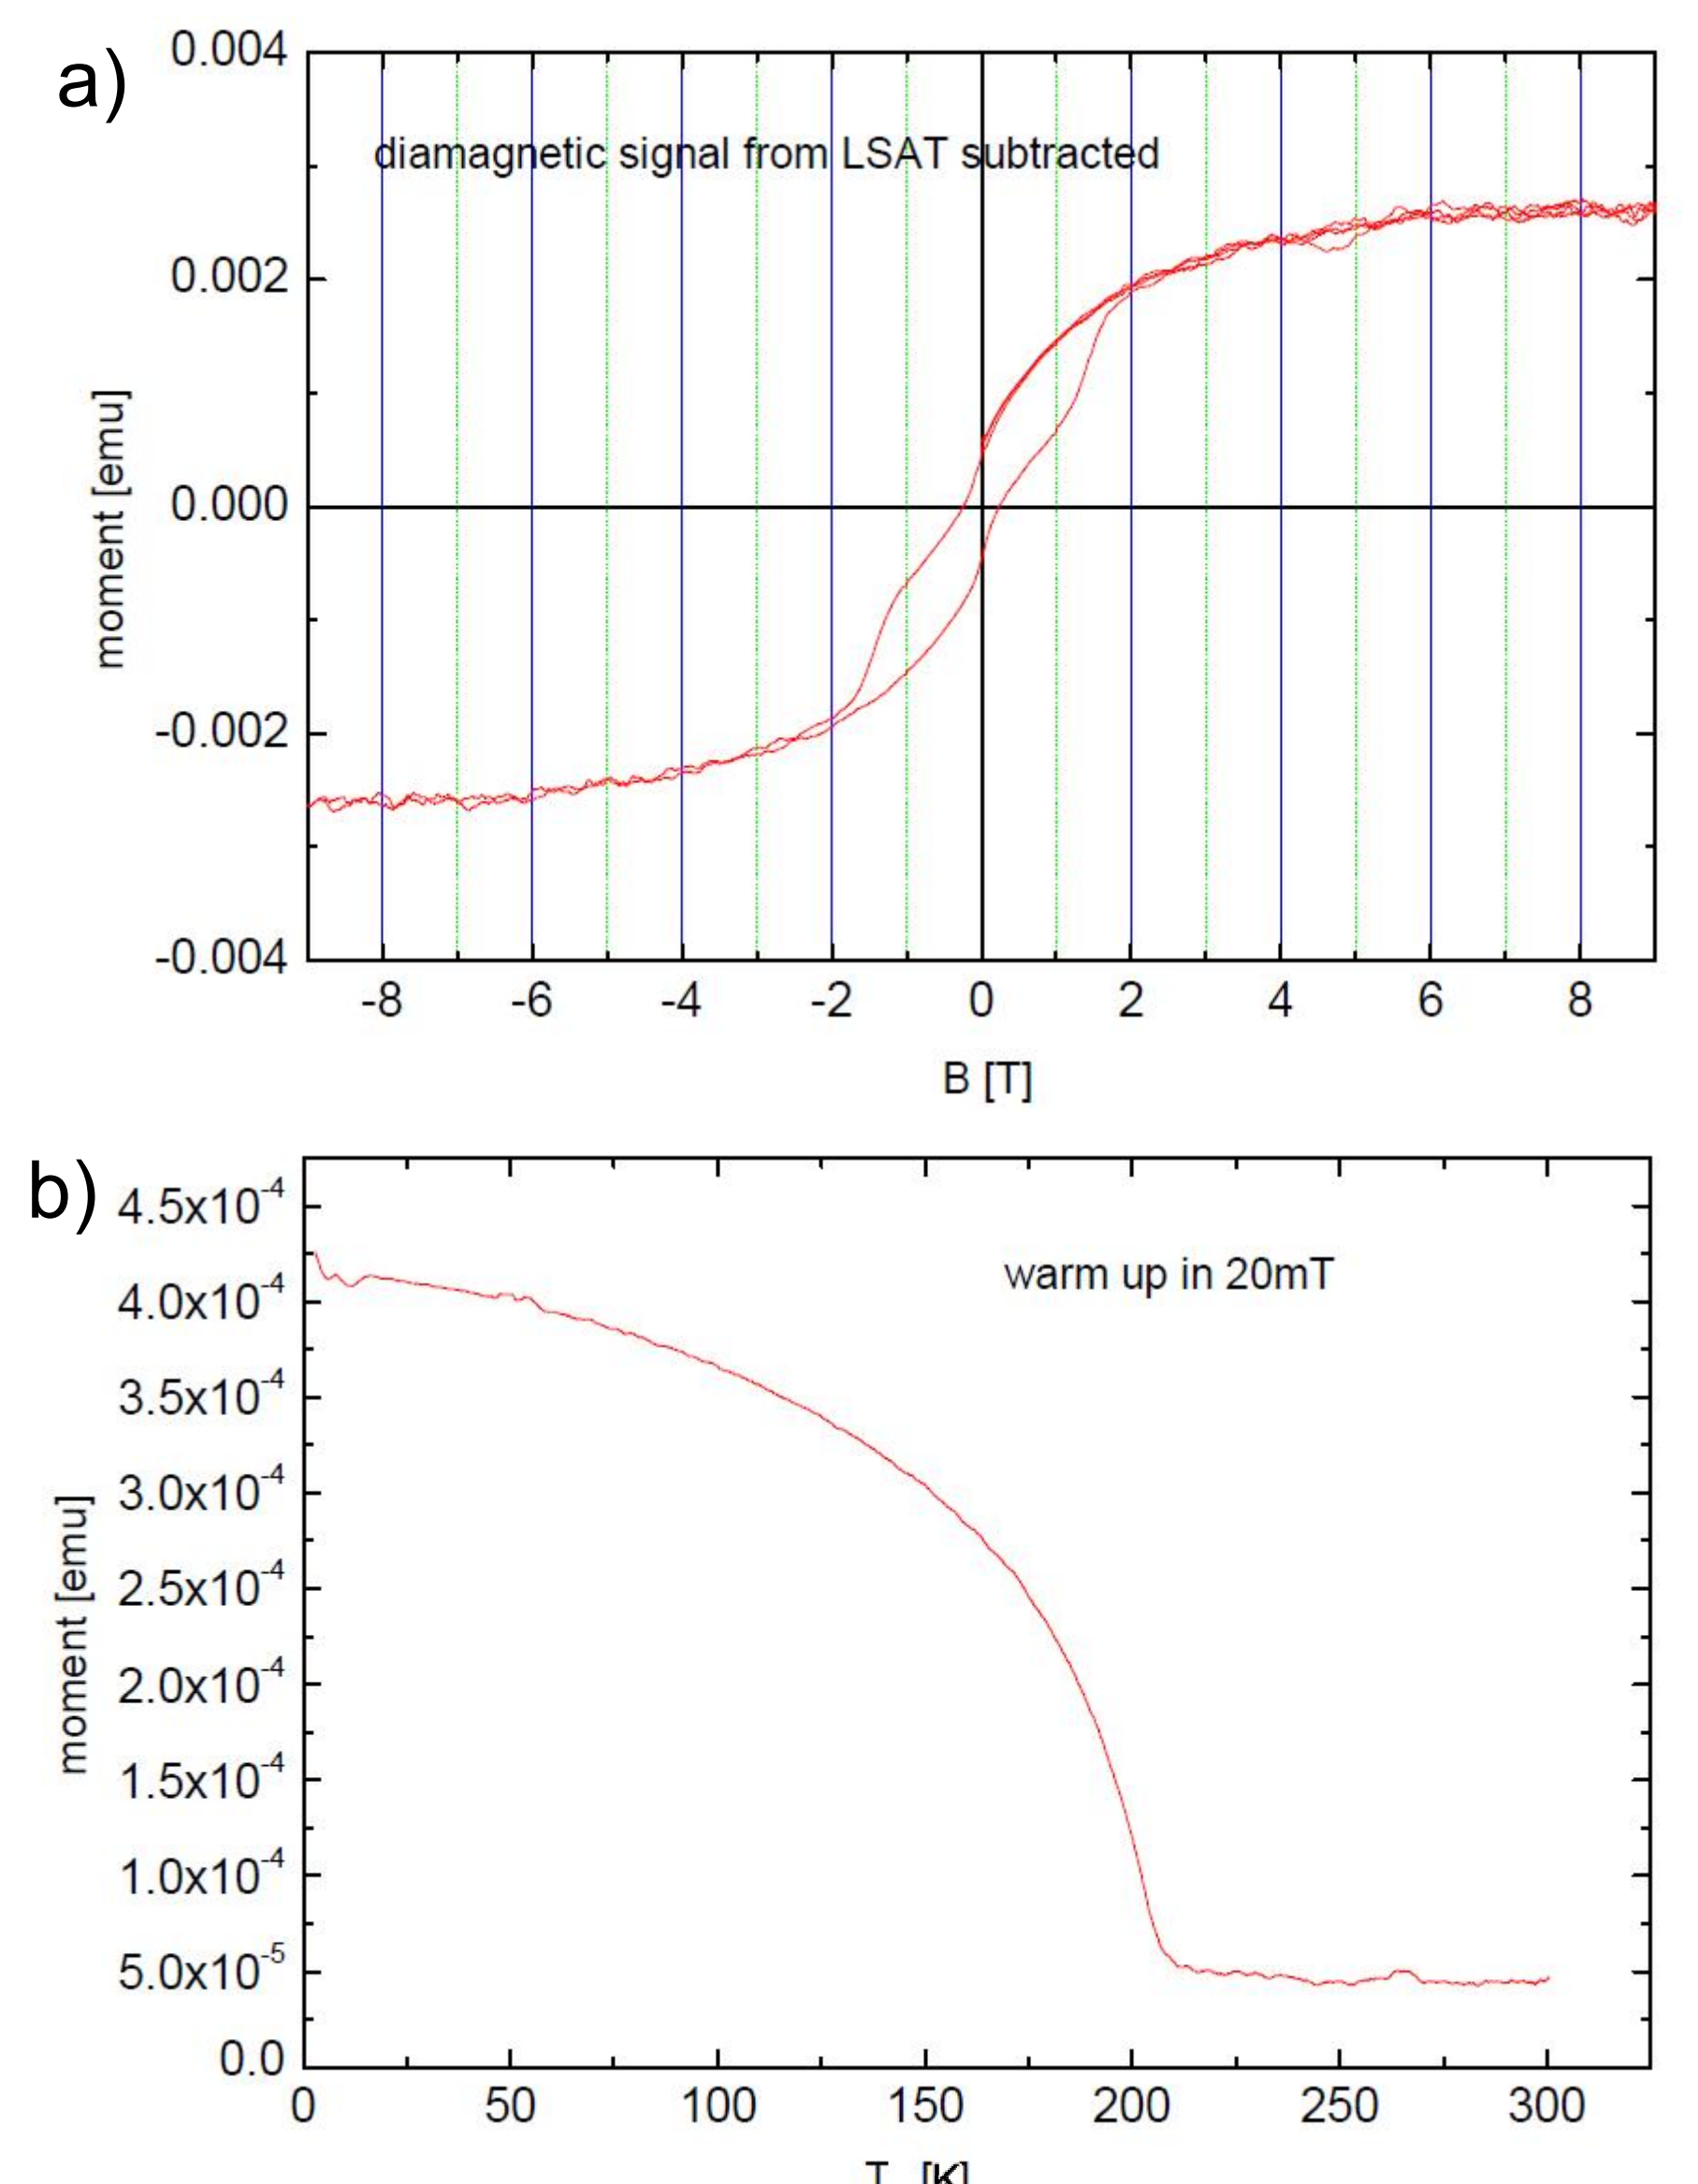 a)
0.004
0.002
0.000
-0.002
-0.004
moment [emu]
diamagnetic signal from LSAT subtracted
-8 -6 -4 -2 0 2 4 6 8
B [T]
b)
4.5x10⁻⁴
4.0x10⁻⁴
3.5x10⁻⁴
3.0x10⁻⁴
2.5x10⁻⁴
2.0x10⁻⁴
1.5x10⁻⁴
1.0x10⁻⁴
5.0x10⁻⁵
0.0
moment [emu]
warm up in 20mT
0 50 100 150 200 250 300
T [K]